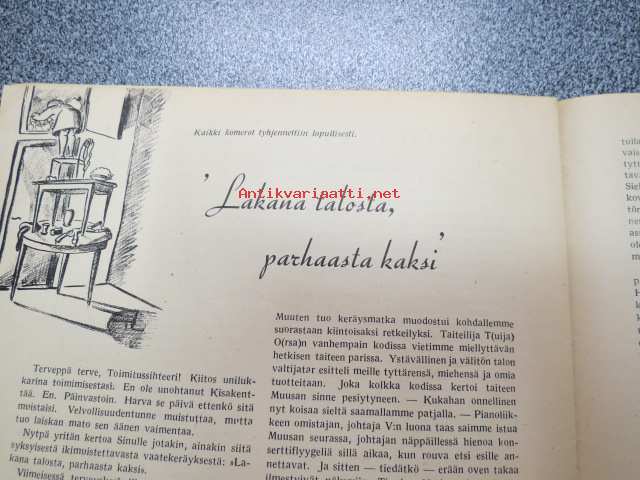 Kaikki komerot tyhjennettiin lopullisesti.
'Lakana talosta,
Antikvariaatti.net
parhaasta kaksi'
Terveppä terve, Toimitussihteeri! Kiitos uniluk-
karina toimimisestasi. En ole unohtanut Kisakent-
tää. En. Päinvastoin. Harva se päivä ettenkö sitä
muistaisi. Velvollisuudentunne muistuttaa, mutta
tuo laiskan mato sen äänen vaimentaa.
Nytpä yritän kertoa Sinulle jotakin, ainakin siitä
syksyisestä ikimuistettavasta vaatekeräyksestä: »La-
kana talosta, parhaasta kaksi».
Muuten tuo keräysmatka muodostui kohdallemme
suorastaan kiintoisaksi retkeilyksi. Taiteilija T(uija)
O(rsa)n vanhempain kodissa vietimme miellyttävän
hetkisen taiteen parissa. Ystävällinen ja välitön talon
valtijatar esitteli meille tyttärensä, miehensä ja omia
tuotteitaan. Joka kolkka kodissa kertoi taiteen
Muusan sinne pesiytyneen. — Kukahan onnellinen
nyt koisaa sieltä saamallamme patjalla. — Pianoliik-
keen omistajan, johtaja V:n luona taas saimme istua
Muusan seurassa, johtajan näppäillessä hienoa kon-
serttiflyygeliä sillä aikaa, kun rouva etsi esille an-
nettavat. Ja sitten — tiedätkö — erään oven takaa